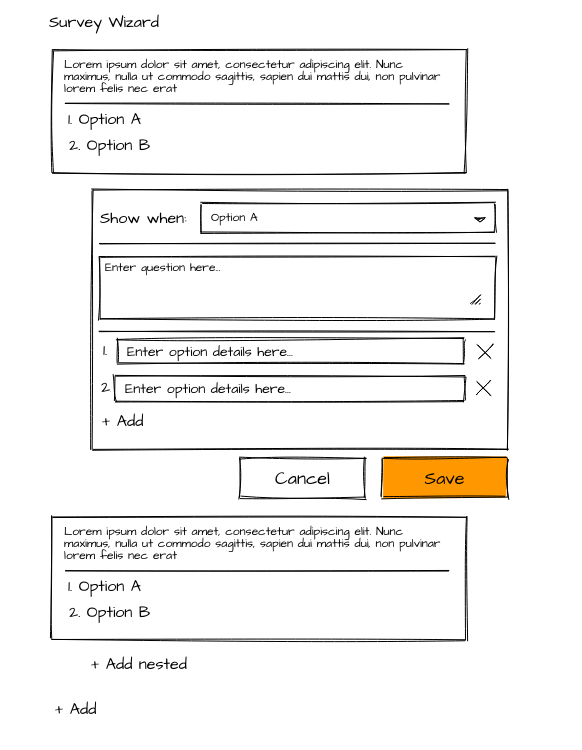 Survey Wizard
Lorem ipsum dolor sit amet, consectetur adipiscing elit. Nunc
maximus, nulla ut commodo sagittis, sapien dui mattis dui, non pulvinar
lorem felis nec erat
1. Option A
2. Option B
Show when: Option A
Enter question here...
1. Enter option details here...
2. Enter option details here...
+ Add
Cancel Save
Lorem ipsum dolor sit amet, consectetur adipiscing elit. Nunc
maximus, nulla ut commodo sagittis, sapien dui mattis dui, non pulvinar
lorem felis nec erat
1. Option A
2. Option B
+ Add nested
+ Add